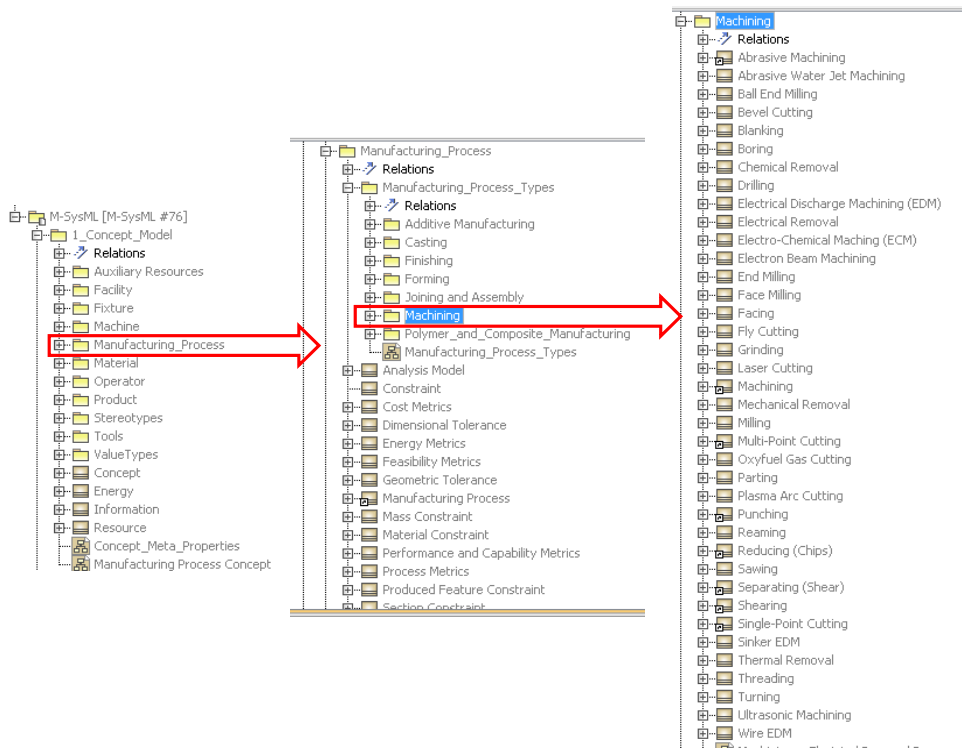 M-SysML [M-SysML #76]
1_Concept_Model
Relations
Auxiliary Resources
Facility
Fixture
Machine
Manufacturing_Process
Material
Operator
Product
Stereotypes
Tools
ValueTypes
Concept
Energy
Information
Resource
Concept_Meta_Properties
Manufacturing Process Concept
Manufacturing_Process
Relations
Manufacturing_Process_Types
Relations
Additive Manufacturing
Casting
Finishing
Forming
Joining and Assembly
Machining
Polymer_and_Composite_Manufacturing
Manufacturing_Process_Types
Analysis Model
Constraint
Cost Metrics
Dimensional Tolerance
Energy Metrics
Feasibility Metrics
Geometric Tolerance
Manufacturing Process
Mass Constraint
Material Constraint
Performance and Capability Metrics
Process Metrics
Produced Feature Constraint
Section Constraint
Machining
Relations
Abrasive Machining
Abrasive Water Jet Machining
Ball End Milling
Bevel Cutting
Blanking
Boring
Chemical Removal
Drilling
Electrical Discharge Machining (EDM)
Electrical Removal
Electro-Chemical Maching (ECM)
Electron Beam Machining
End Milling
Face Milling
Facing
Fly Cutting
Grinding
Laser Cutting
Machining
Mechanical Removal
Milling
Multi-Point Cutting
Oxyfuel Gas Cutting
Parting
Plasma Arc Cutting
Punching
Reaming
Reducing (Chips)
Sawing
Separating (Shear)
Shearing
Single-Point Cutting
Sinker EDM
Thermal Removal
Threading
Turning
Ultrasonic Machining
Wire EDM